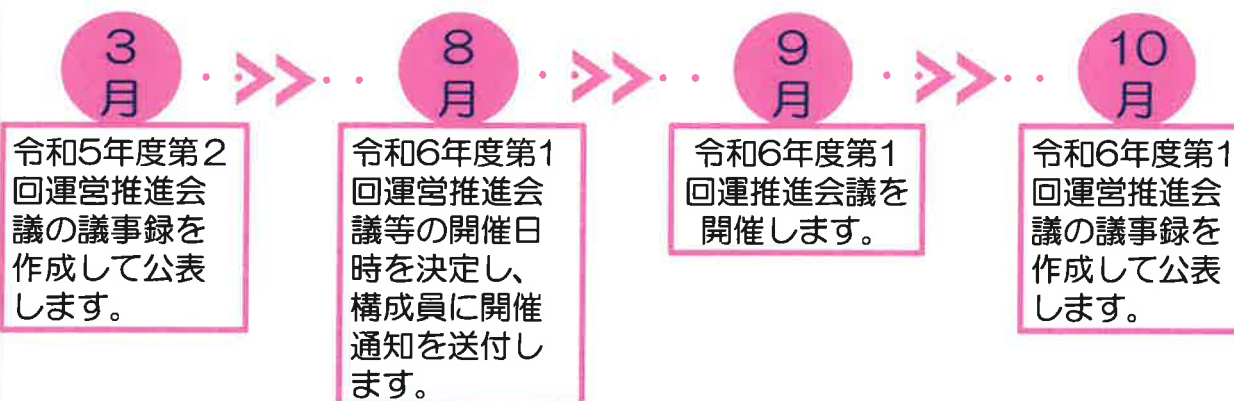 3
月
令和5年度第2
回運営推進会
議の議事録を
作成して公表
します。
8
月
令和6年度第1
回運営推進会
議等の開催日
時を決定し、
構成員に開催
通知を送付し
ます。
9
月
令和6年度第1
回運推進会議を
開催します。
10
月
令和6年度第1
回運営推進会
議の議事録を
作成して公表
します。